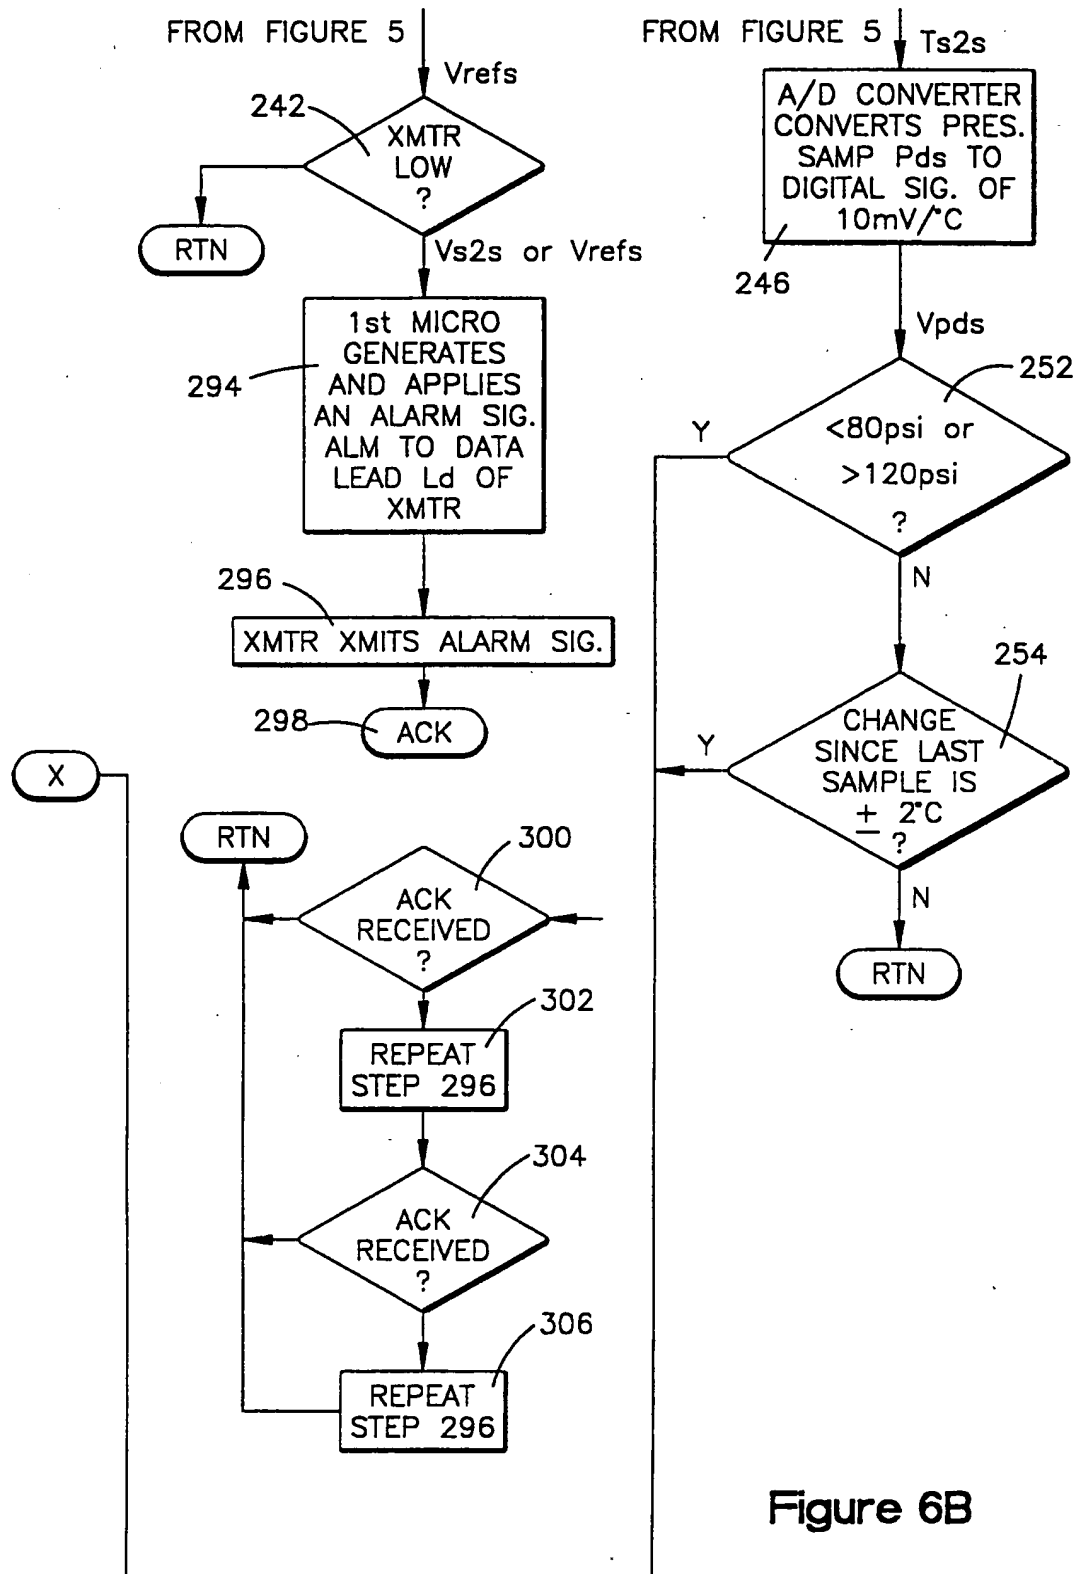 FROM FIGURE 5
Vrefs
242
XMTR
LOW
?
RTN
Vs2s or Vrefs
1st MICRO
GENERATES
AND APPLIES
AN ALARM SIG.
ALM TO DATA
LEAD Ld OF
XMTR
294
296
XMTR XMITS ALARM SIG.
298
ACK
X
RTN
300
ACK
RECEIVED
?
302
REPEAT
STEP 296
304
ACK
RECEIVED
?
306
REPEAT
STEP 296
FROM FIGURE 5
Ts2s
A/D CONVERTER
CONVERTS PRES.
SAMP Pds TO
DIGITAL SIG. OF
10mV/°C
246
Vpds
252
<80psi or
>120psi
?
Y
N
254
CHANGE
SINCE LAST
SAMPLE IS
± 2°C
?
Y
N
RTN
Figure 6B